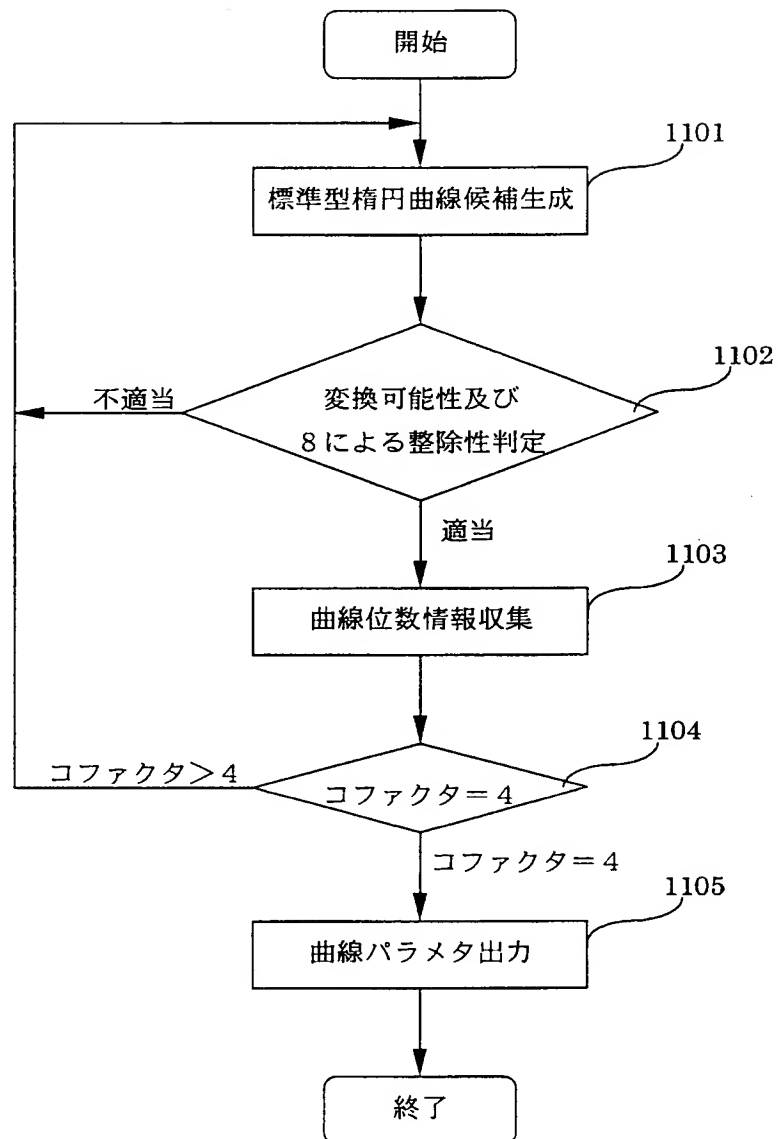 開始
1101
標準型楕円曲線候補生成
1102
不適当
変換可能性及び
8による整除性判定
適当
1103
曲線位数情報収集
1104
コファクタ>4
コファクタ=4
コファクタ=4
1105
曲線パラメタ出力
終了